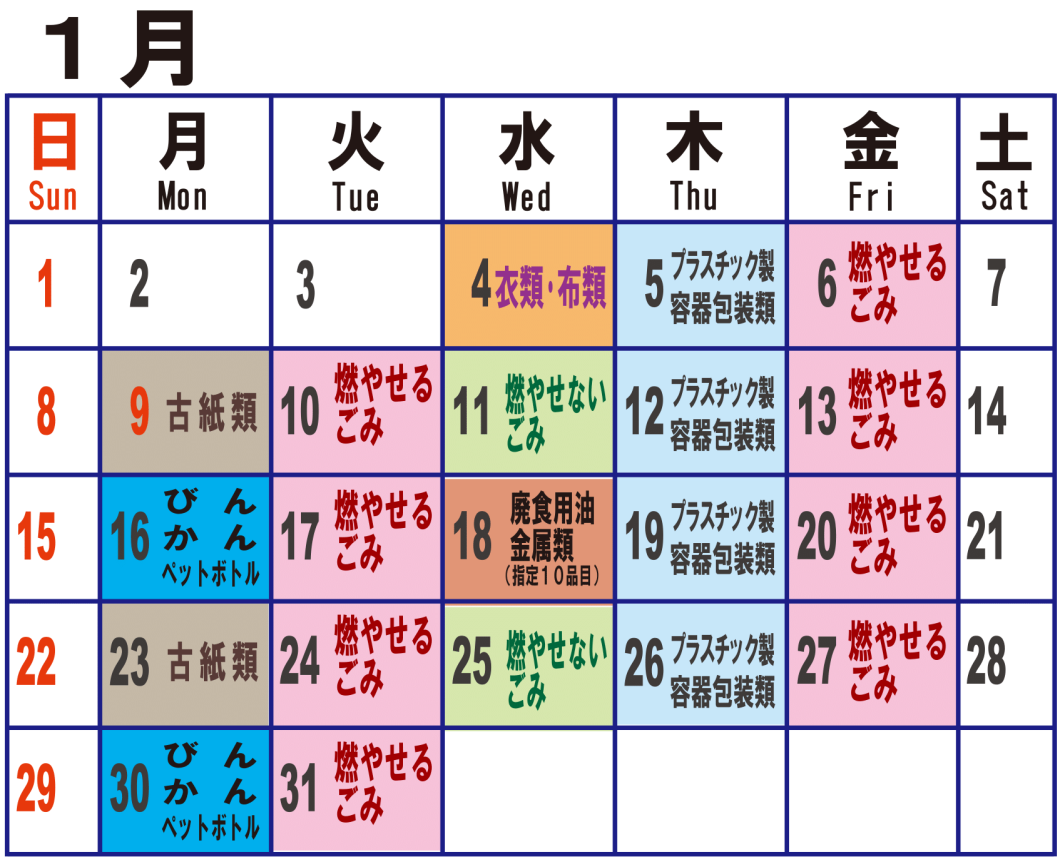 1月
日 月 火 水 木 金 土
Sun Mon Tue Wed Thu Fri Sat
1
2
3
4 衣類・布類
5 プラスチック製
容器包装類
6 燃やせる
ごみ
7
8
9 古紙類
10 燃やせる
ごみ
11 燃やせない
ごみ
12 プラスチック製
容器包装類
13 燃やせる
ごみ
14
15
16 びん
かん
ペットボトル
17 燃やせる
ごみ
18 廃食用油
金属類
(指定10品目)
19 プラスチック製
容器包装類
20 燃やせる
ごみ
21
22
23 古紙類
24 燃やせる
ごみ
25 燃やせない
ごみ
26 プラスチック製
容器包装類
27 燃やせる
ごみ
28
29
30 びん
かん
ペットボトル
31 燃やせる
ごみ